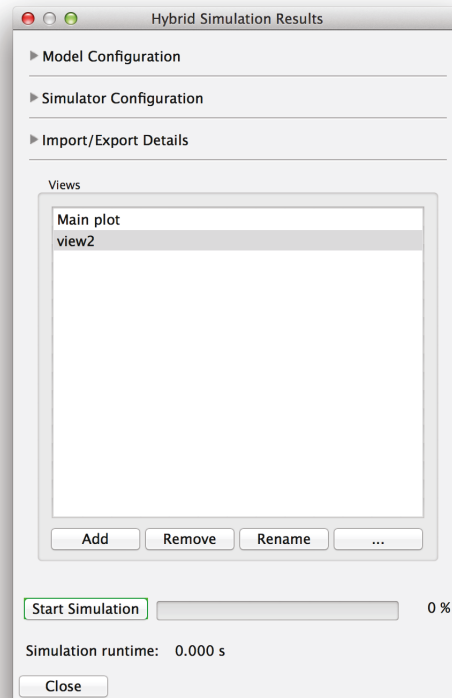 Hybrid Simulation Results
Model Configuration
Simulator Configuration
Import/Export Details
Views
Main plot
view2
Add Remove Rename ...
Start Simulation 0 %
Simulation runtime: 0.000 s
Close